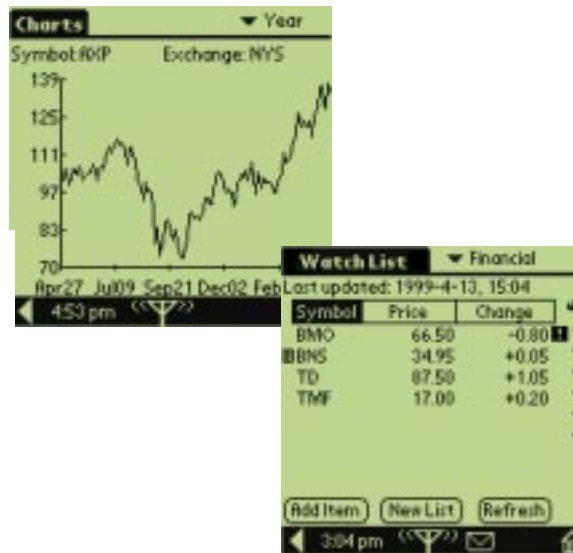 Charts Year
Symbol:AXP Exchange: NYS
139
125
111
97
83
70
Apr27 Jul09 Sep21 Dec02 Feb
4:53 pm
Watch List Financial
Last updated: 1999-4-13, 15:04
Symbol Price Change
BMO 66.50 -0.80 !
BNS 34.95 +0.05
TD 87.50 +1.05
TMF 17.00 +0.20
Add Item New List Refresh
3:04 pm